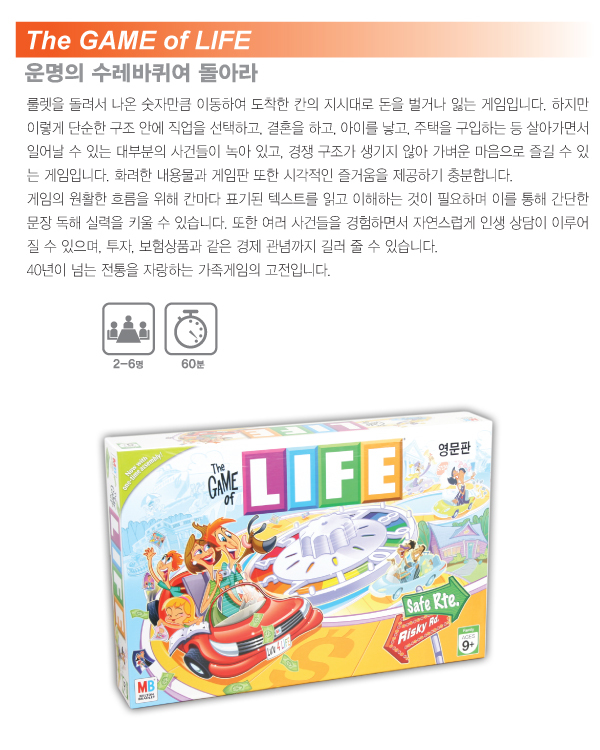 The GAME of LIFE
운명의 수레바퀴여 돌아라
룰렛을 돌려서 나온 숫자만큼 이동하여 도착한 칸의 지시대로 돈을 벌거나 잃는 게임입니다. 하지만
이렇게 단순한 구조 안에 직업을 선택하고, 결혼을 하고, 아이를 낳고, 주택을 구입하는 등 살아가면서
일어날 수 있는 대부분의 사건들이 녹아 있고, 경쟁 구조가 생기지 않아 가벼운 마음으로 즐길 수 있
는 게임입니다. 화려한 내용물과 게임판 또한 시각적인 즐거움을 제공하기 충분합니다.
게임의 원활한 흐름을 위해 칸마다 표기된 텍스트를 읽고 이해하는 것이 필요하며 이를 통해 간단한
문장 독해 실력을 키울 수 있습니다. 또한 여러 사건들을 경험하면서 자연스럽게 인생 상담이 이루어
질 수 있으며, 투자, 보험상품과 같은 경제 관념까지 길러 줄 수 있습니다.
40년이 넘는 전통을 자랑하는 가족게임의 고전입니다.
2-6명
60분
영문판
Now with
one-time assembly!
The
GAME
of
LIFE
Safe Rte.
Risky Rd.
LUV 4 LIFE
MB
MILTON
BRADLEY
Family
AGES
9+